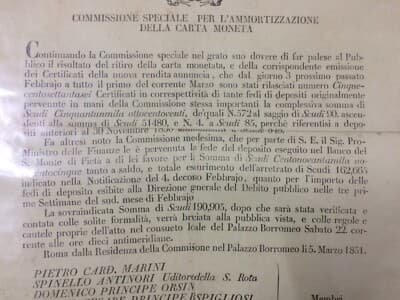 COMMISSIONE SPECIALE PER L'AMMORTIZZAZIONE
DELLA CARTA MONETA
Continuando la Commissione speciale nel grato suo dovere di far palese al Pub-
blico il risultato del ritiro della carta monetata, e della corrispondente emissione
dei Certificati della nuova rendita annuncia, che dal giorno 3 prossimo passato
Febbrajo a tutto il primo del corrente Marzo sono stati rilasciati numero Cinque-
centosettantasei Certificati in correspettività di tante fedi di depositi originalmente
pervenute in mani della Commissione stessa importanti la complessiva somma di
Scudi Cinquantunmila ottocentoventi, de'quali N. 572 al saggio di Scudi 90, ascen-
denti alla somma di Scudi 51480, e N. 4. a Scudi 85, perchè riferentisi a depo-
siti anteriori al 30 Novembre
Fa altresì noto la Commissione medesima, che per parte di S. E. il Sig. Pro-
Ministro delle Finanze le è pervenuta la fede del deposito eseguito nel Banco del
S. Monte di Pietà a di lei favore per la Somma di Scudi Centonovantamila no-
vecentocinque tanto a saldo, e totale esaurimento dell'arretrato di Scudi 162,665
indicato nella Notificazione del 4. decorso Febbrajo, quanto per l'importo delle
fedi di deposito esibite alla Direzione generale del Debito pubblico nelle tre pri-
me Settimane del sud. mese di Febbrajo
La sovraindicata Somma di Scudi 190,905, dopo che sarà stata verificata e
contata colle solite formalità, verrà bruciata alla pubblica vista, e colle regole e
cautele proprie dell'atto nel consueto locale del Palazzo Borromeo Sabato 22 cor-
rente alle ore dieci antimeridiane.
Roma dalla Residenza della Commissione nel Palazzo Borromeo li 5. Marzo 1851.
PIETRO CARD. MARINI
SPINELLO ANTINORI Uditore della S. Rota
DOMENICO PRINCIPE ORSIN
PRINCIPE ROSPIGLIOSI
Membri